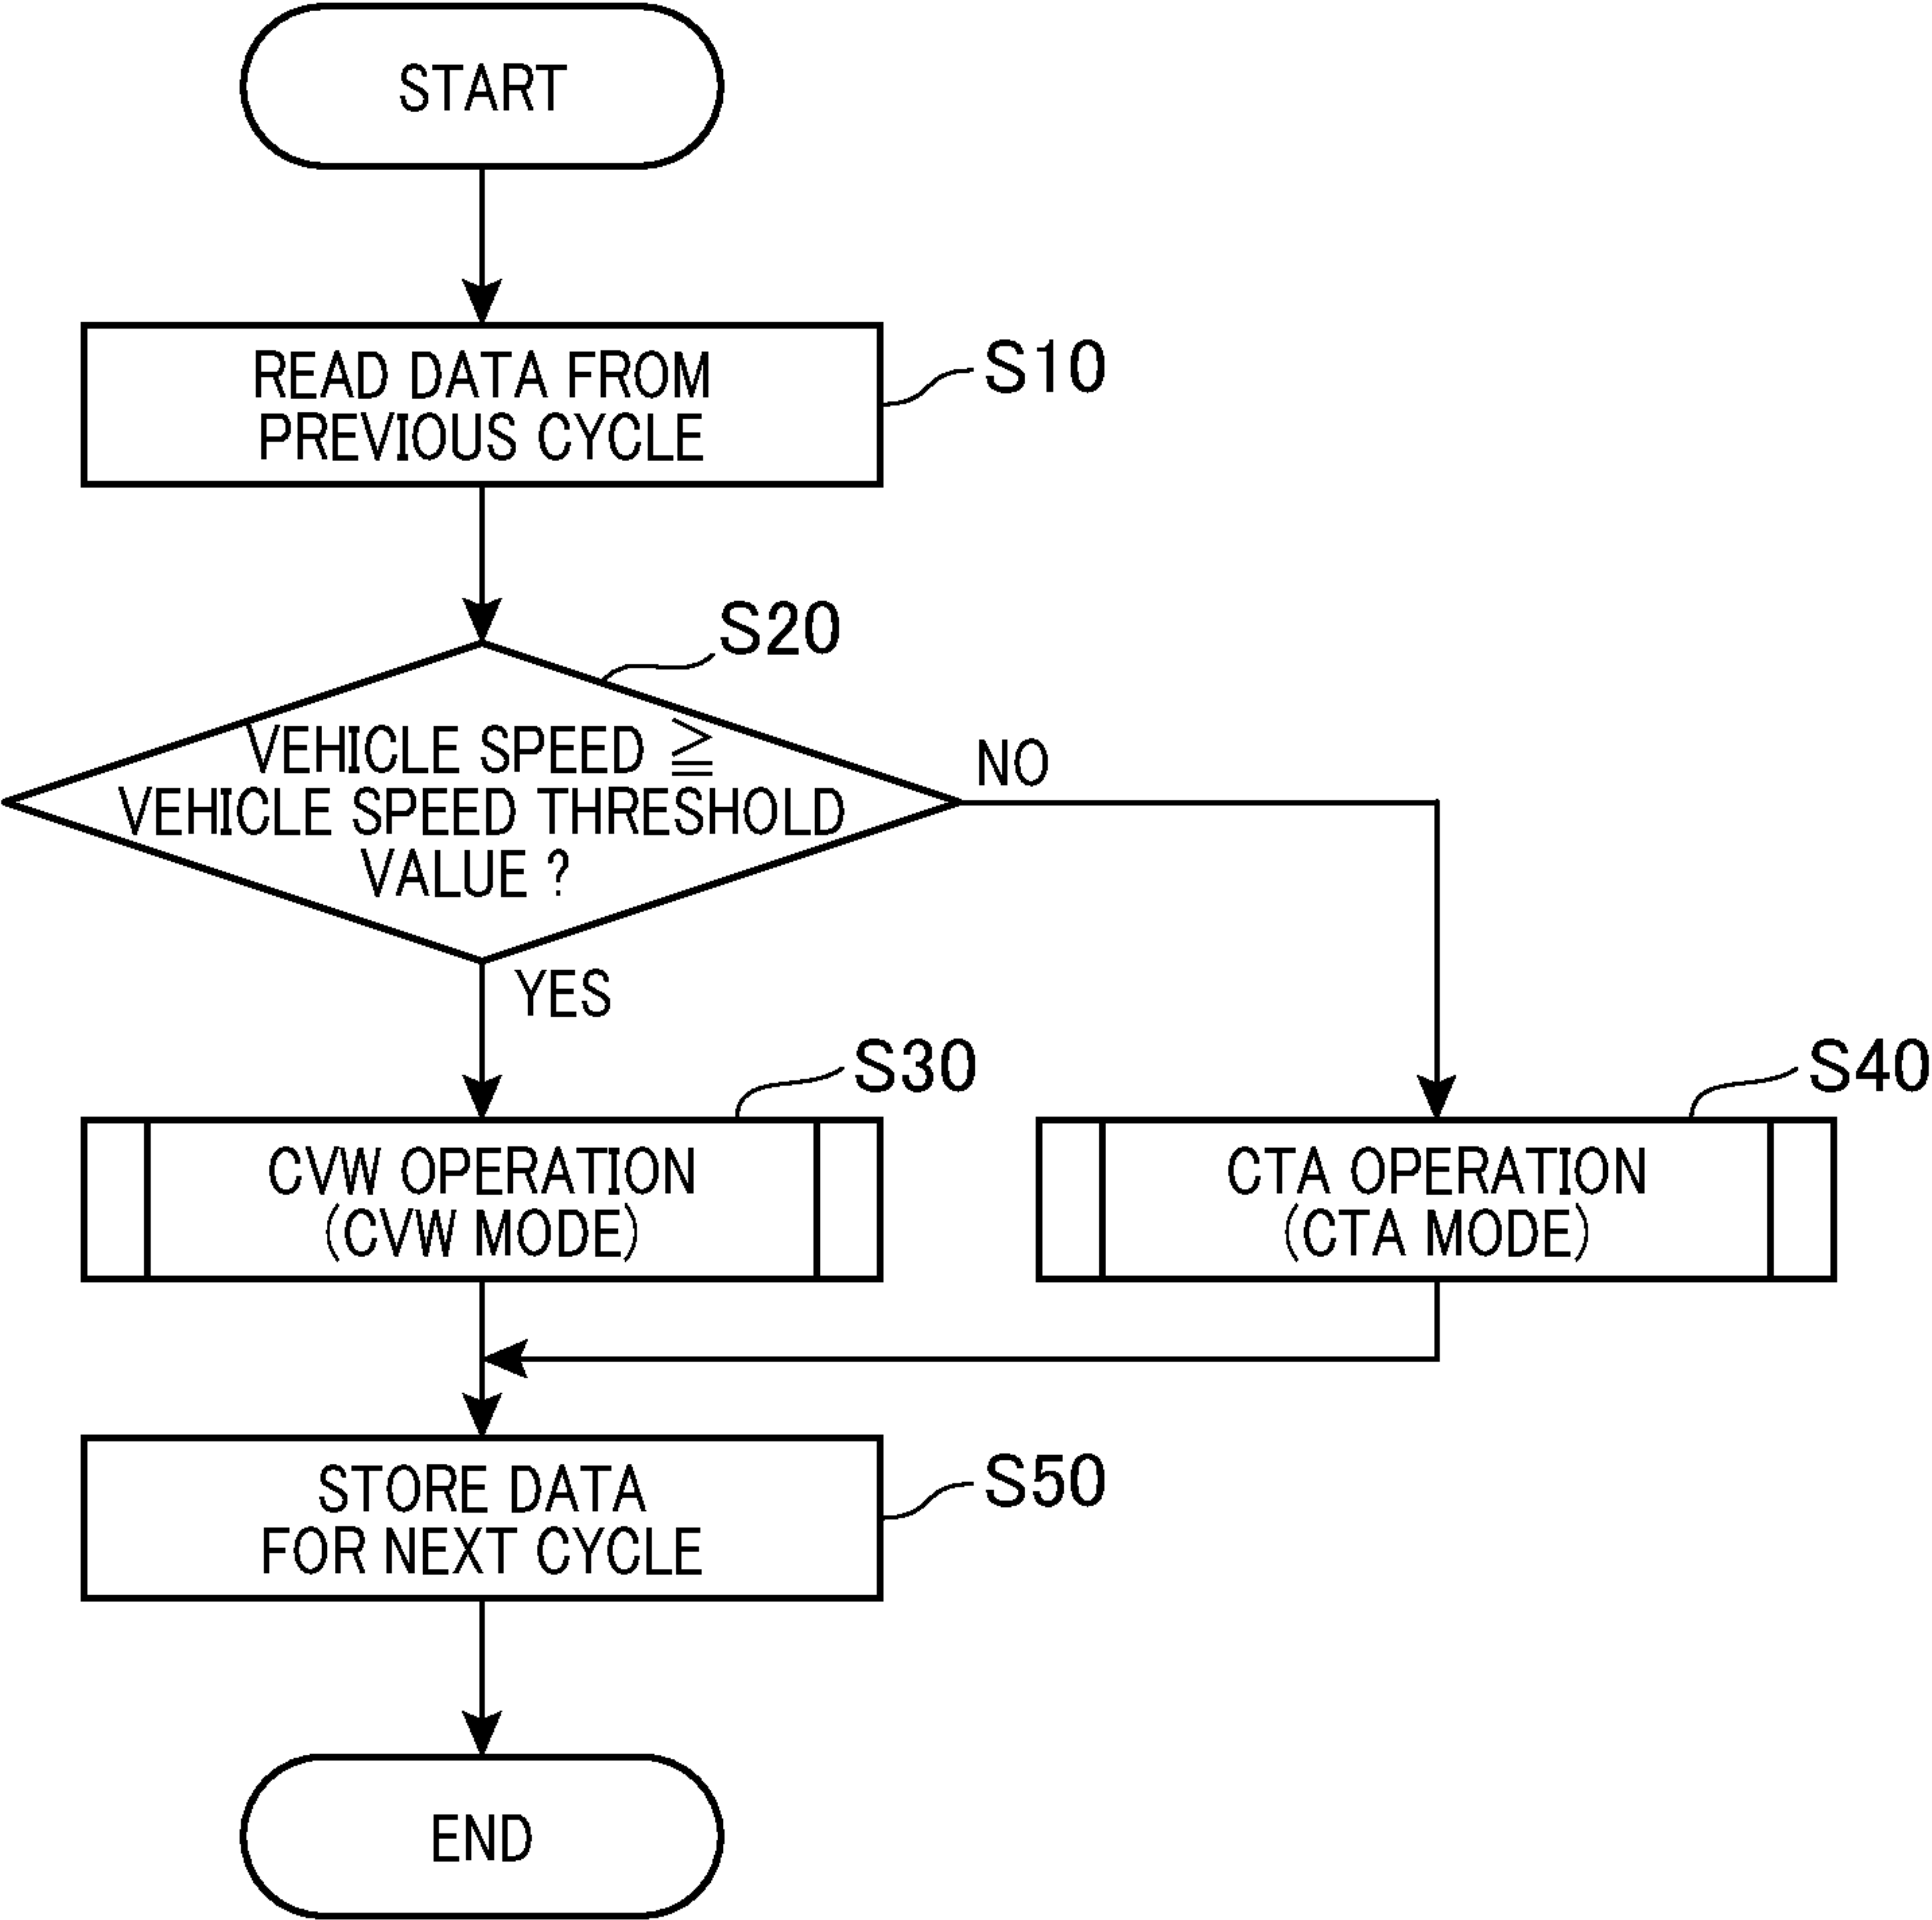 START
READ DATA FROM
PREVIOUS CYCLE
S10
S20
VEHICLE SPEED ≧
VEHICLE SPEED THRESHOLD
VALUE ?
NO
YES
S30
CVW OPERATION
(CVW MODE)
S40
CTA OPERATION
(CTA MODE)
STORE DATA
FOR NEXT CYCLE
S50
END